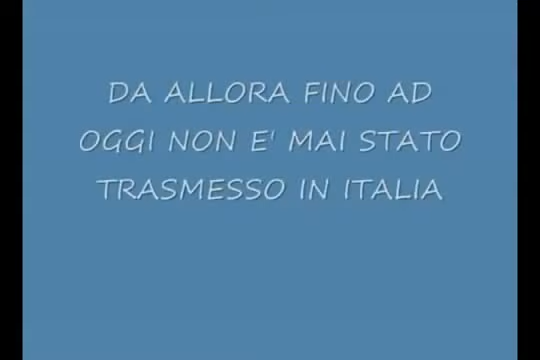 DA ALLORA FINO AD
OGGI NON E' MAI STATO
TRASMESSO IN ITALIA